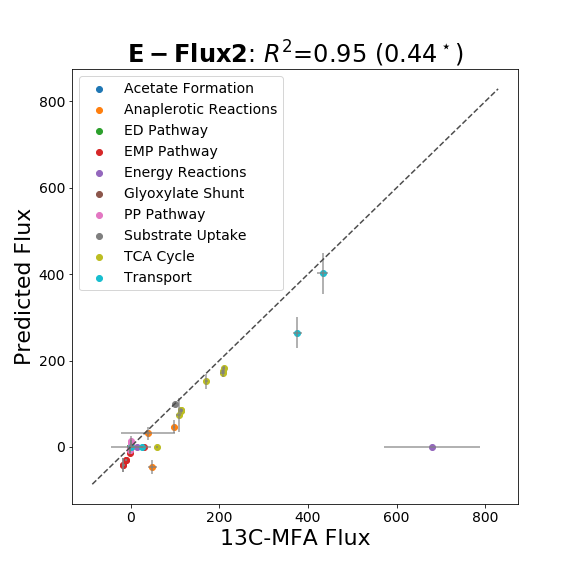 E−Flux2: R²=0.95 (0.44*)
Predicted Flux
800
600
400
200
0
Acetate Formation
Anaplerotic Reactions
ED Pathway
EMP Pathway
Energy Reactions
Glyoxylate Shunt
PP Pathway
Substrate Uptake
TCA Cycle
Transport
0 200 400 600 800
13C-MFA Flux